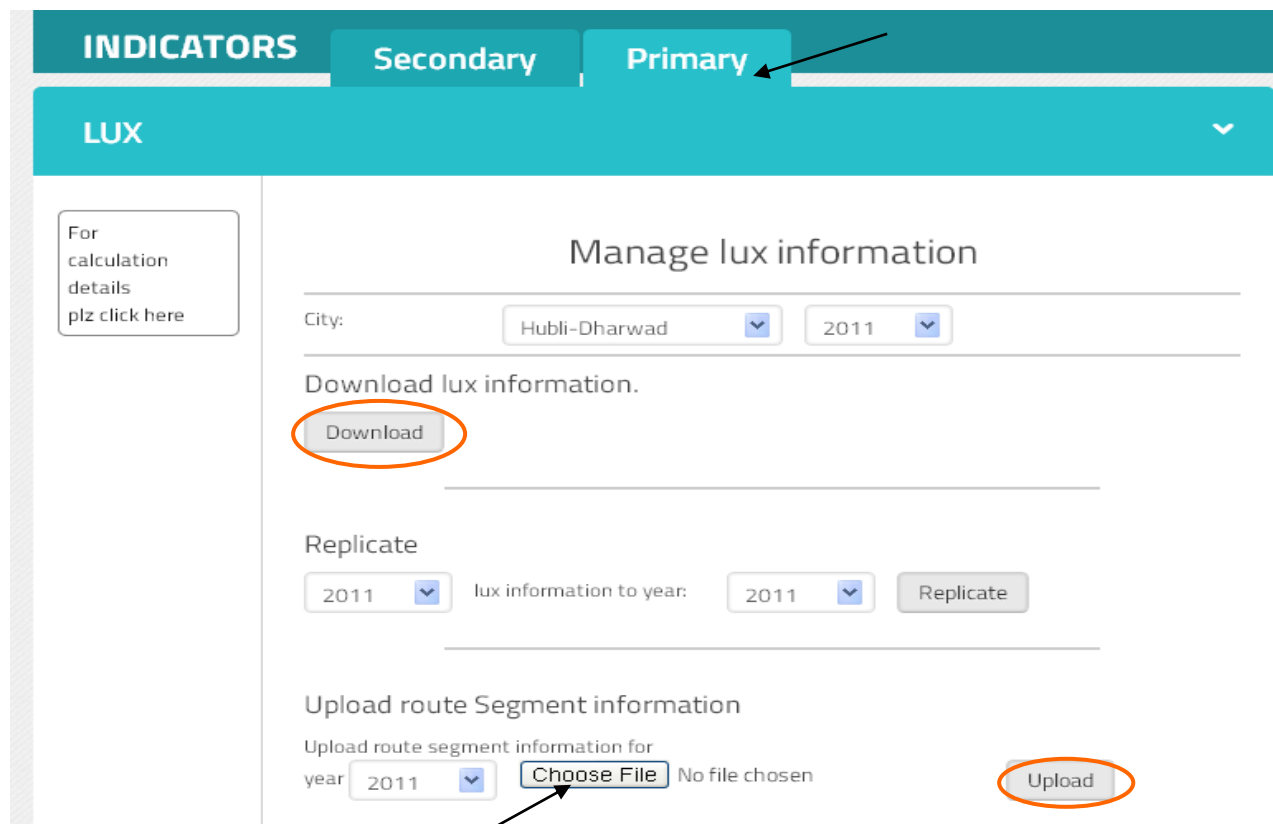 INDICATORS Secondary Primary
LUX
For
calculation
details
plz click here
Manage lux information
City: Hubli-Dharwad 2011
Download lux information.
Download
Replicate
2011 lux information to year: 2011 Replicate
Upload route Segment information
Upload route segment information for
year 2011 Choose File No file chosen Upload